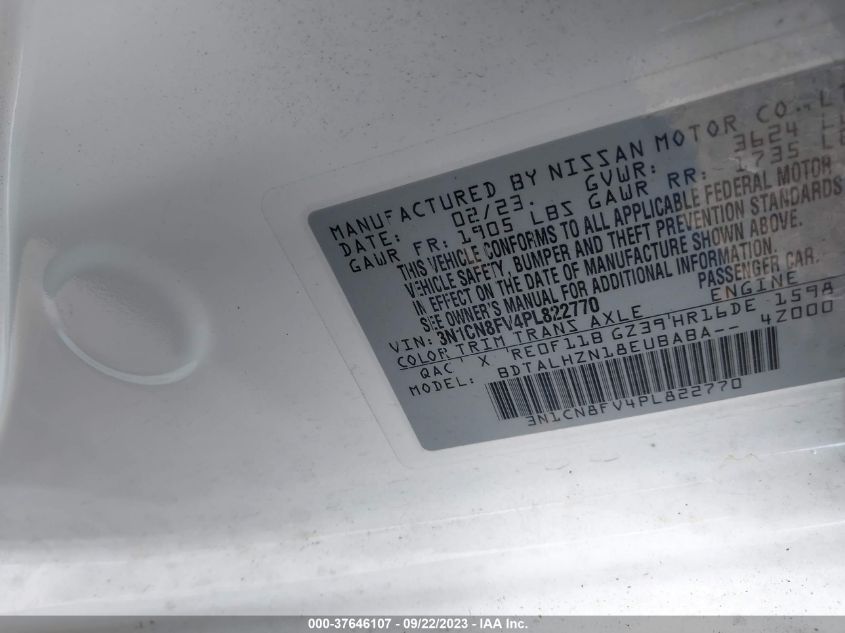 MANUFACTURED BY NISSAN MOTOR CO., LT
DATE: 02/23. GVWR: 3624
GAWR FR: 1905 LBS GAWR RR: 1735
THIS VEHICLE CONFORMS TO ALL APPLICABLE FEDERAL MOTOR
VEHICLE SAFETY, BUMPER AND THEFT PREVENTION STANDARDS
IN EFFECT ON THE DATE OF MANUFACTURE SHOWN ABOVE.
SEE OWNER'S MANUAL FOR ADDITIONAL INFORMATION.
VIN: 3N1CN8FV4PL822770 PASSENGER CAR.
COLOR TRIM TRANS AXLE ENGINE
QAC X RE0F11B GZ39 HR16DE 1598
MODEL: BDTALHZN18EUBABA-- 4Z000
3N1CN8FV4PL822770
000-37646107 - 09/22/2023 - IAA Inc.